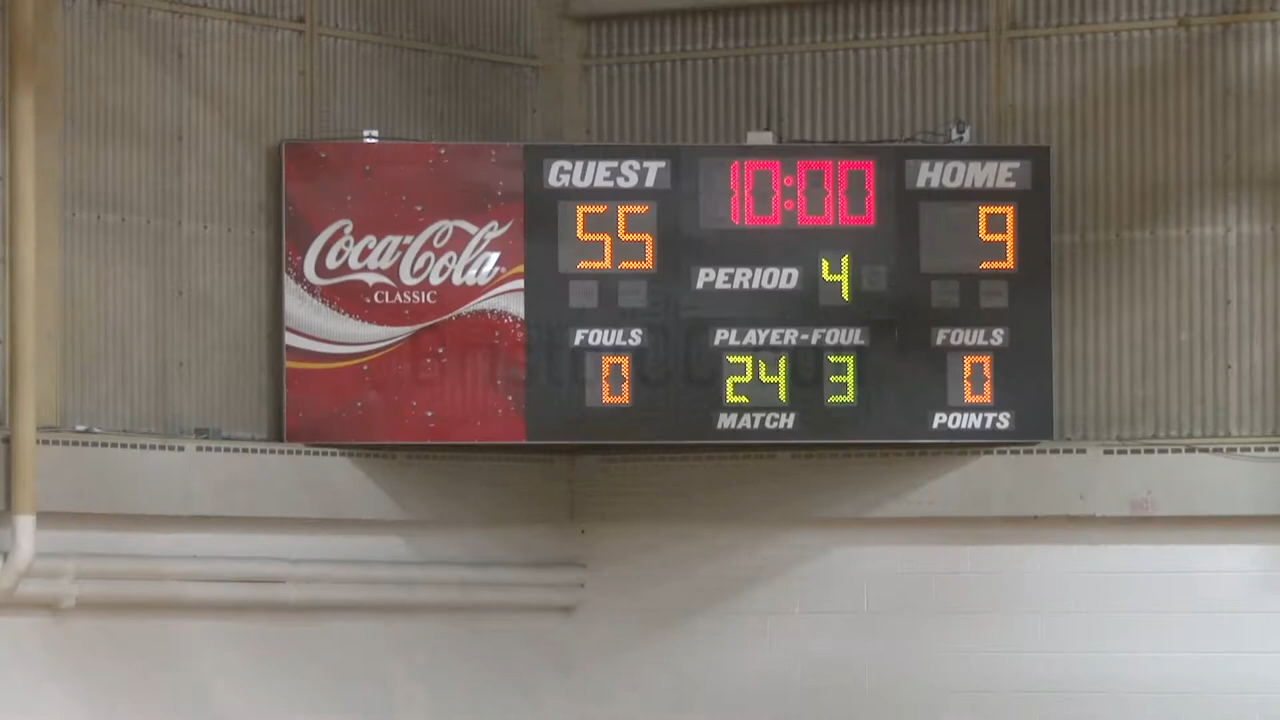 Coca-Cola
CLASSIC
GUEST 10:00 HOME
55 9
PERIOD 4
FOULS PLAYER-FOUL FOULS
0 24 3 0
MATCH POINTS